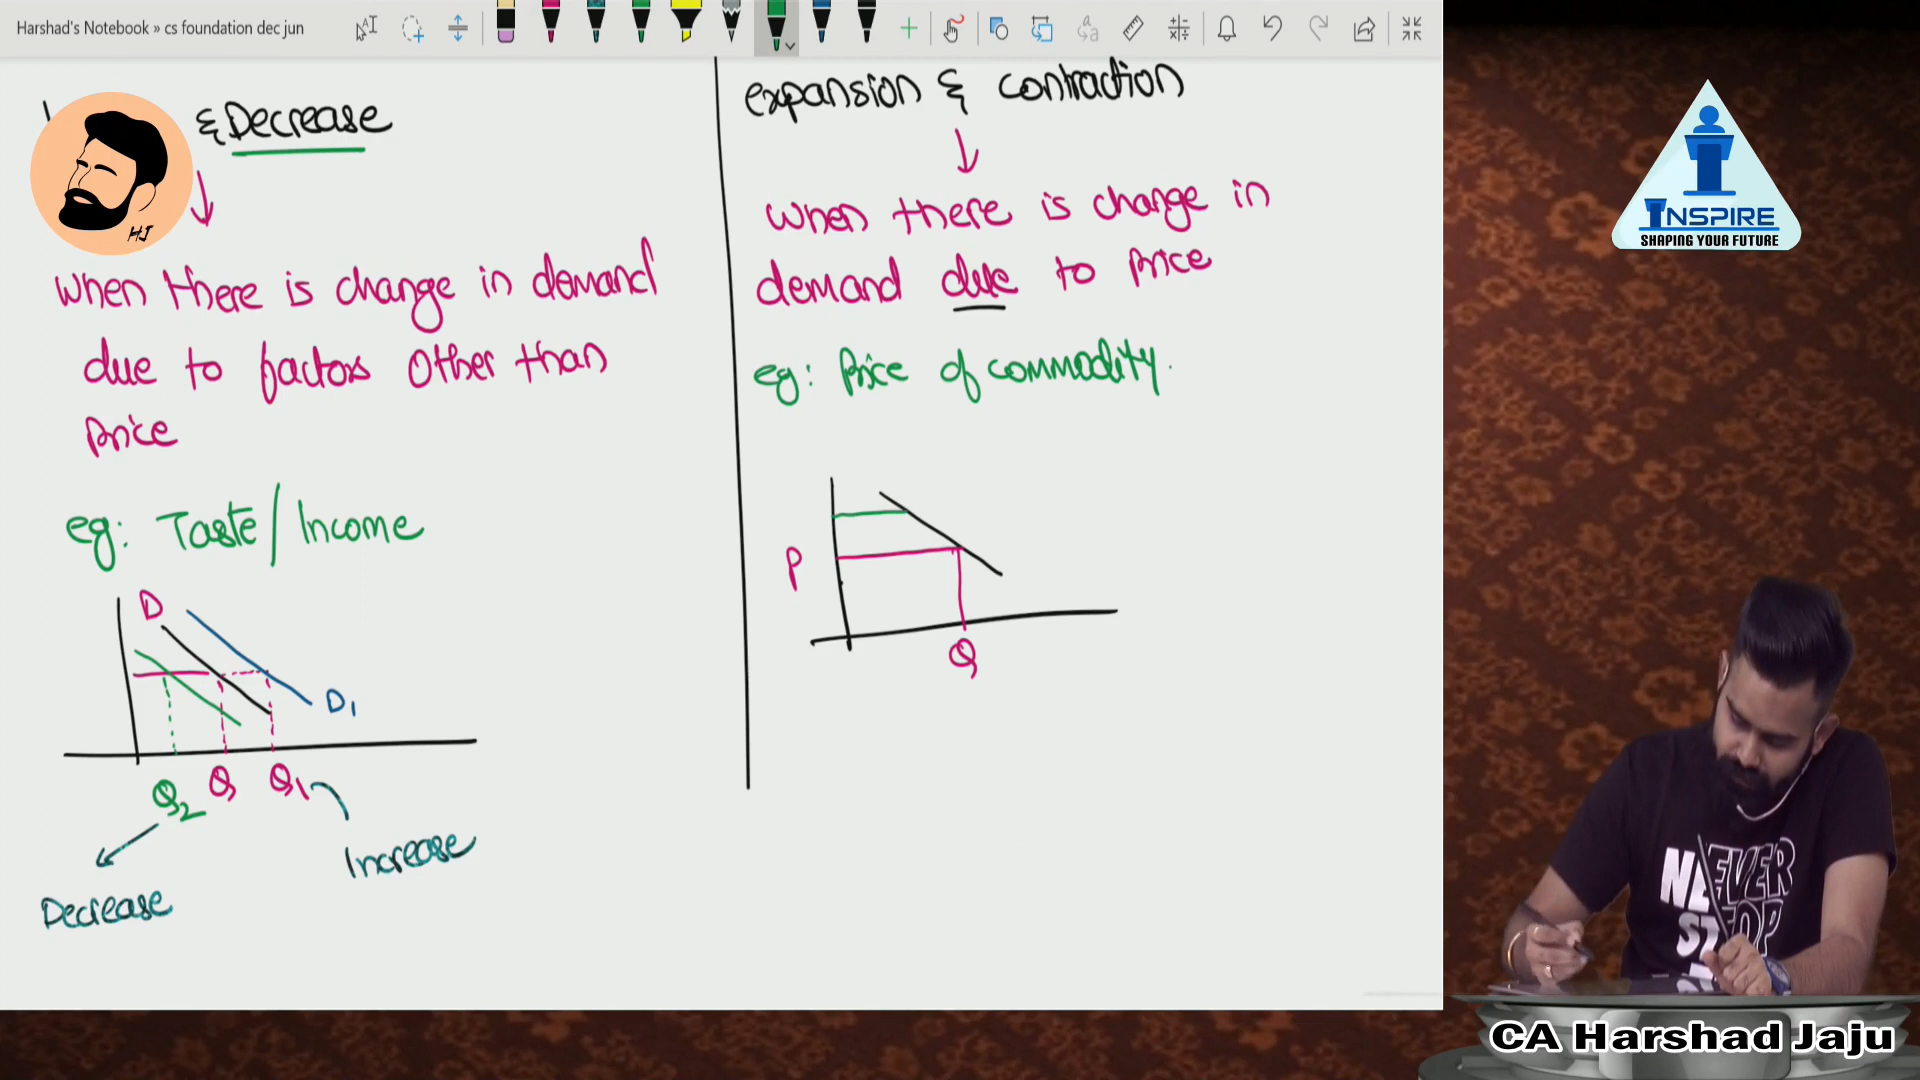 Harshad's Notebook » cs foundation dec jun
& Decrease
HJ
When there is change in demand
due to factors other than
price
eg: Taste / Income
D
D1
Q2 Q Q1
Increase
Decrease
expansion & contraction
When there is change in
demand due to price
eg: Price of commodity.
P
Q
INSPIRE
SHAPING YOUR FUTURE
NEVER
STOP
CA Harshad Jaju